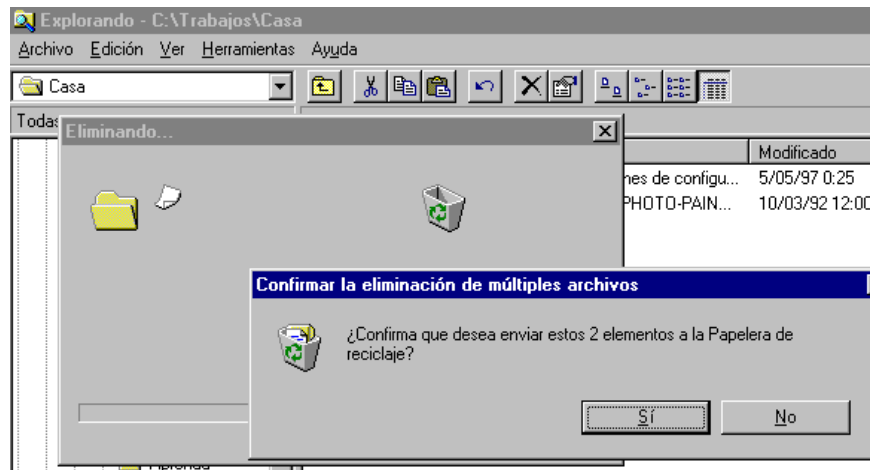 Explorando - C:\Trabajos\Casa
Archivo Edición Ver Herramientas Ayuda
Casa
Todas
Eliminando...
Modificado
nes de configu... 5/05/97 0:25
PHOTO-PAIN... 10/03/92 12:00
Confirmar la eliminación de múltiples archivos
¿Confirma que desea enviar estos 2 elementos a la Papelera de
reciclaje?
Sí No